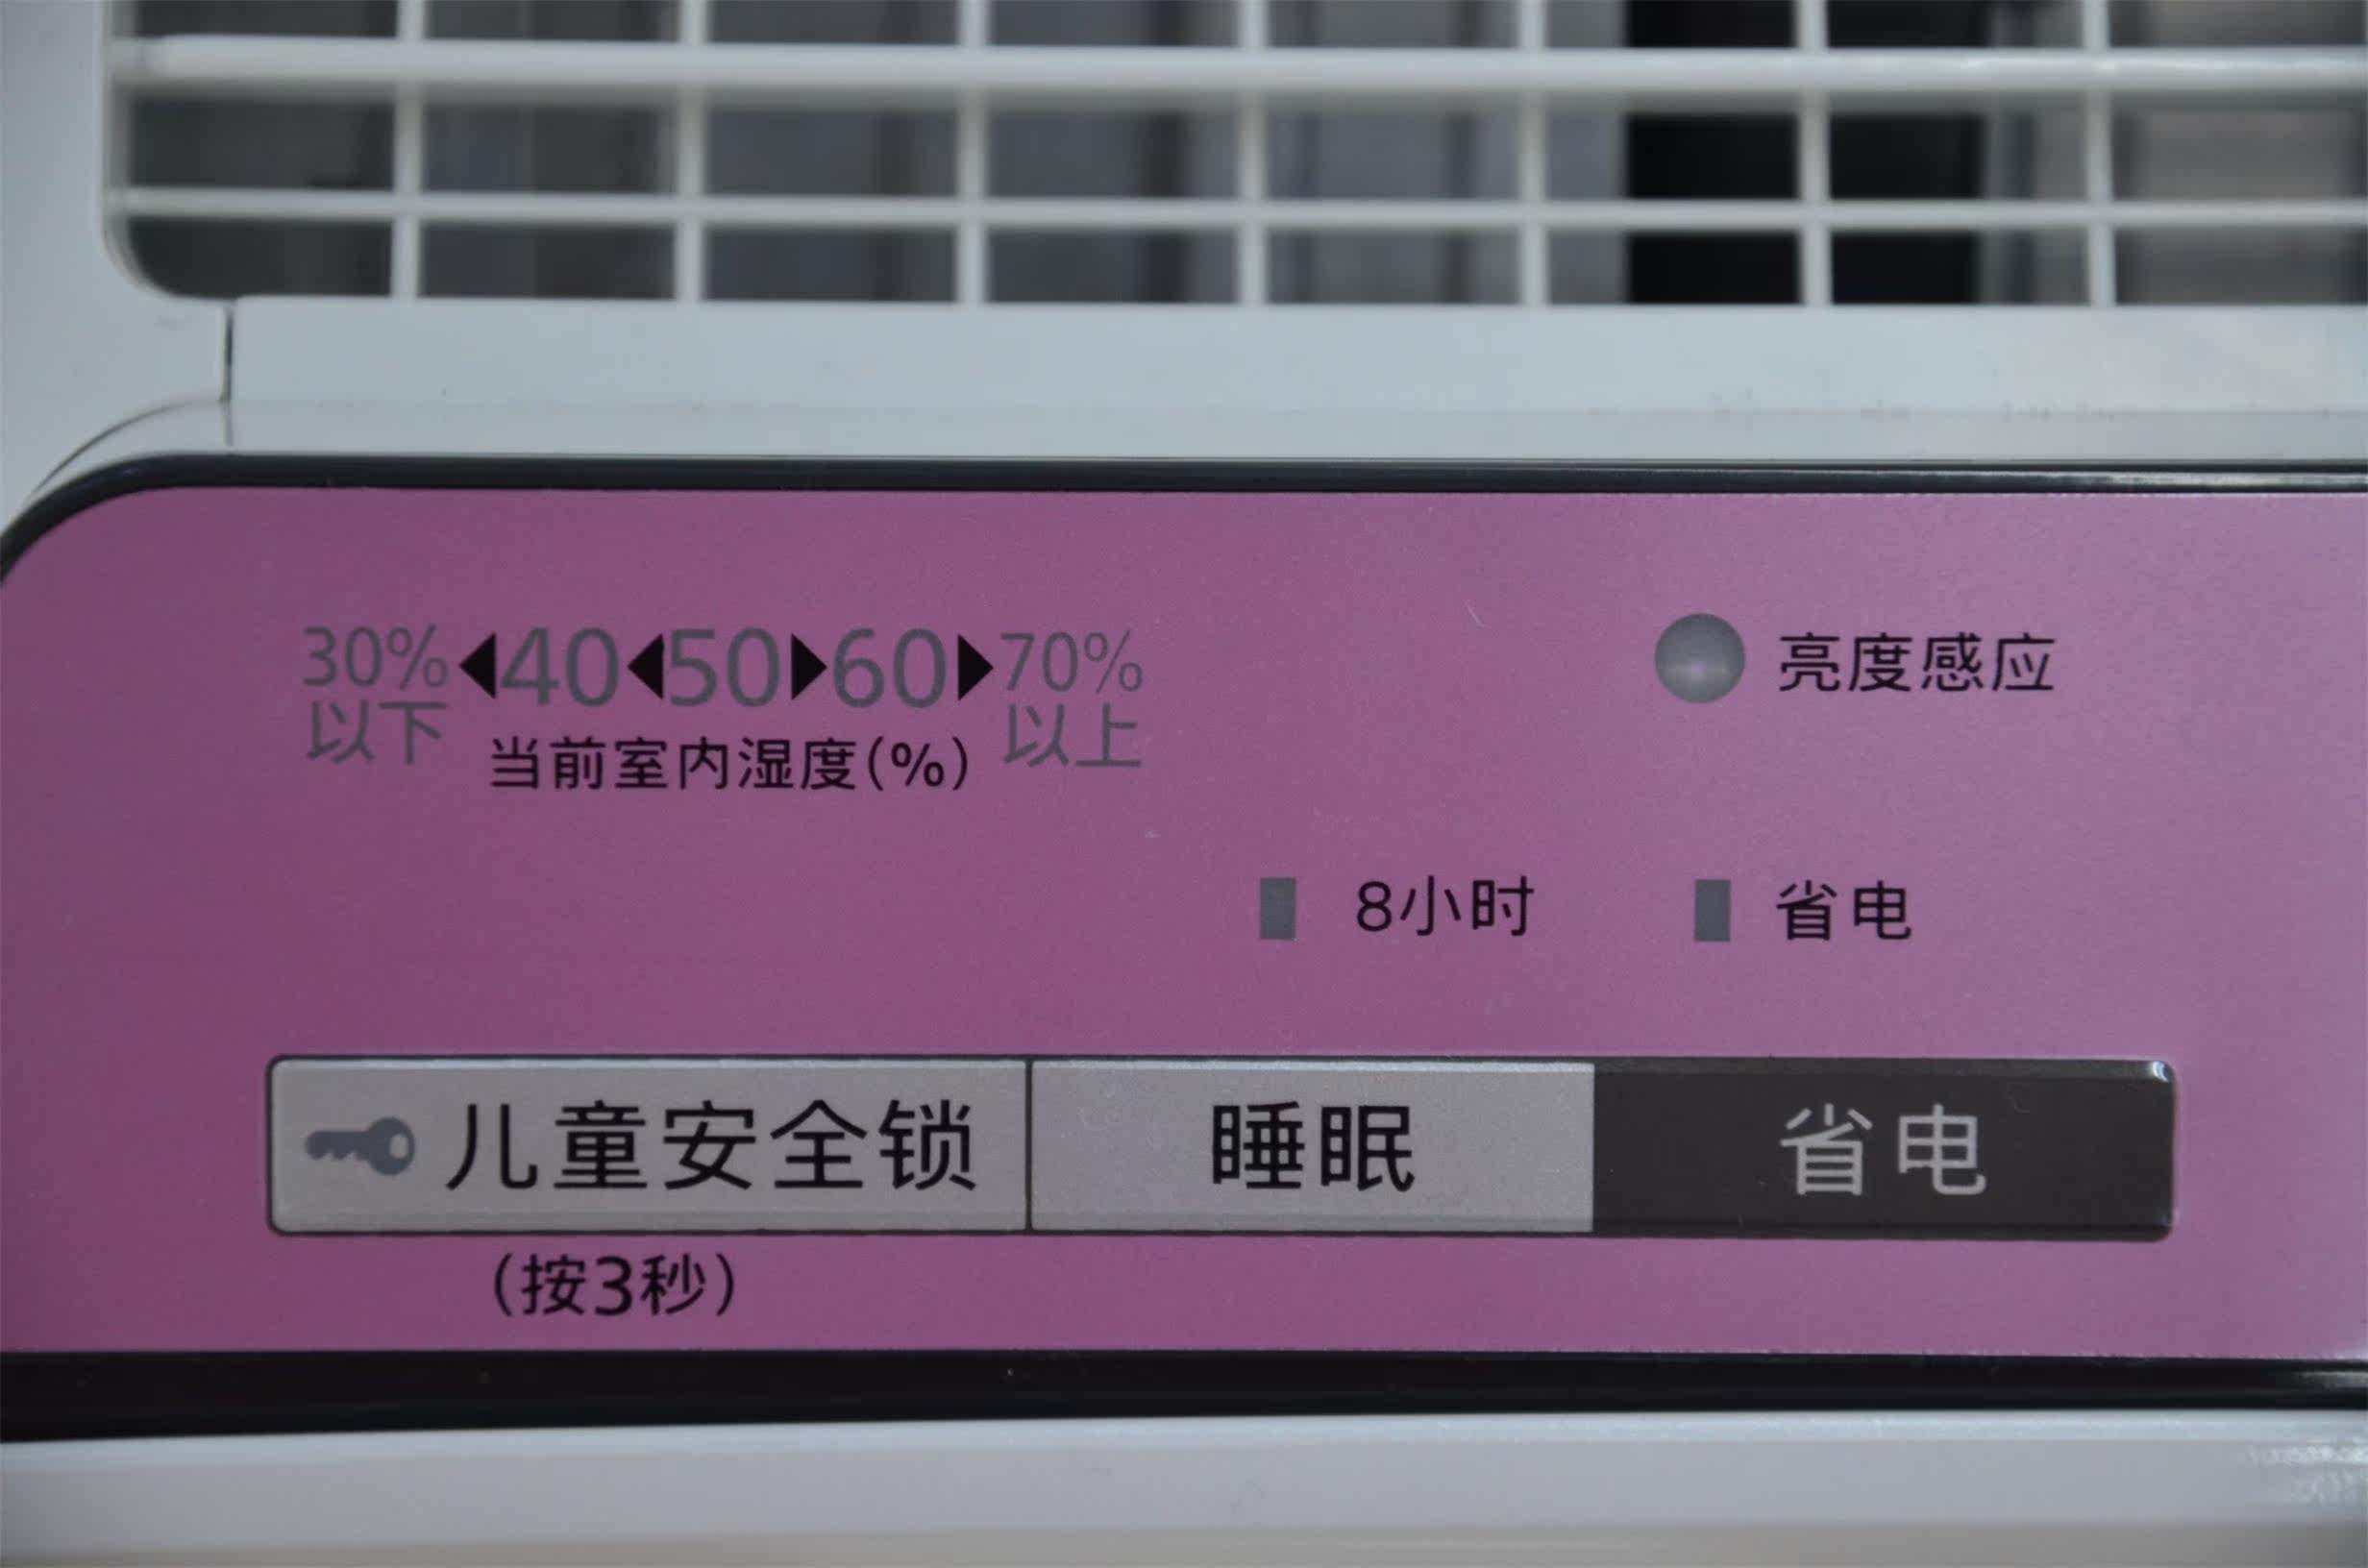 30% ◀40◀50▶60▶70%
以下 当前室内湿度(%) 以上
亮度感应
8小时 省电
儿童安全锁 睡眠 省电
(按3秒)